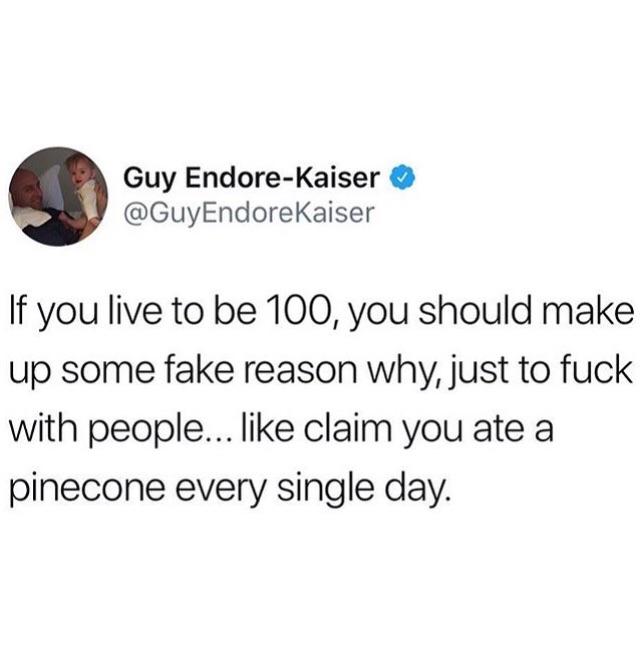 Guy Endore-Kaiser
@GuyEndoreKaiser
If you live to be 100, you should make
up some fake reason why, just to fuck
with people... like claim you ate a
pinecone every single day.